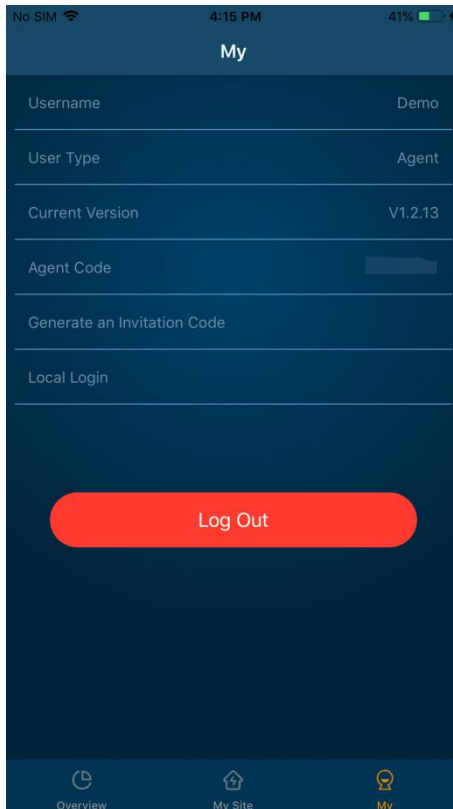 No SIM 4:15 PM 41%
My
Username Demo
User Type Agent
Current Version V1.2.13
Agent Code
Generate an Invitation Code
Local Login
Log Out
Overview My Site My